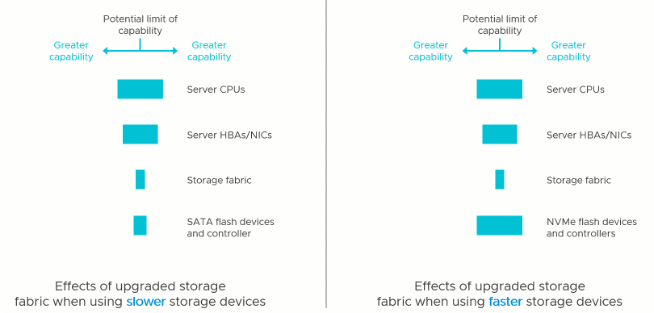 Potential limit of
capability
Greater
capability
Greater
capability
Server CPUs
Server HBAs/NICs
Storage fabric
SATA flash devices
and controller
Effects of upgraded storage
fabric when using slower storage devices
Potential limit of
capability
Greater
capability
Greater
capability
Server CPUs
Server HBAs/NICs
Storage fabric
NVMe flash devices
and controllers
Effects of upgraded storage
fabric when using faster storage devices